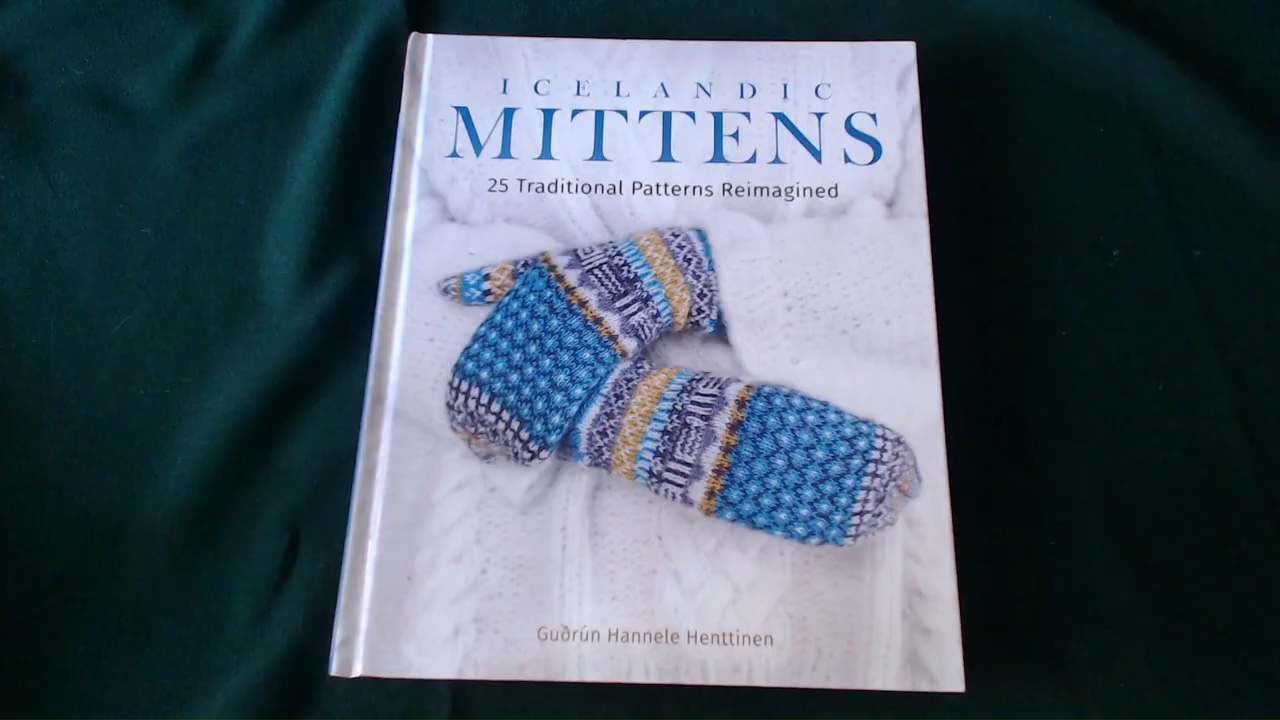 ICELANDIC
MITTENS
25 Traditional Patterns Reimagined
Guðrún Hannele Henttinen